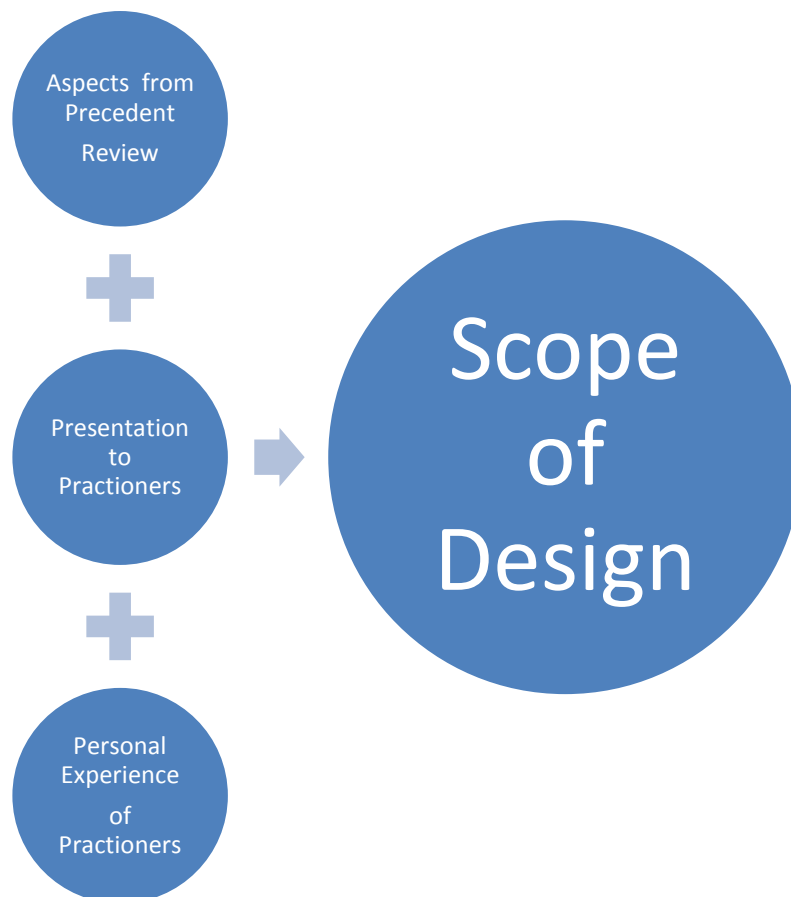 Aspects from
Precedent
Review
Presentation
to
Practioners
Personal
Experience
of
Practioners
Scope
of
Design